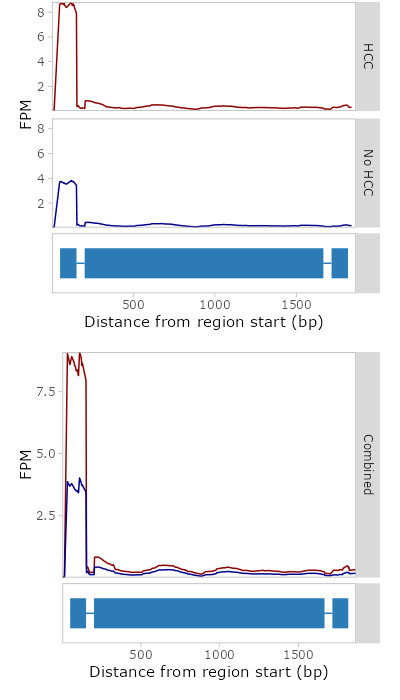 8
6
4
2
HCC
FPM
8
6
4
2
No HCC
500 1000 1500
Distance from region start (bp)
7.5
5.0
2.5
FPM
Combined
500 1000 1500
Distance from region start (bp)